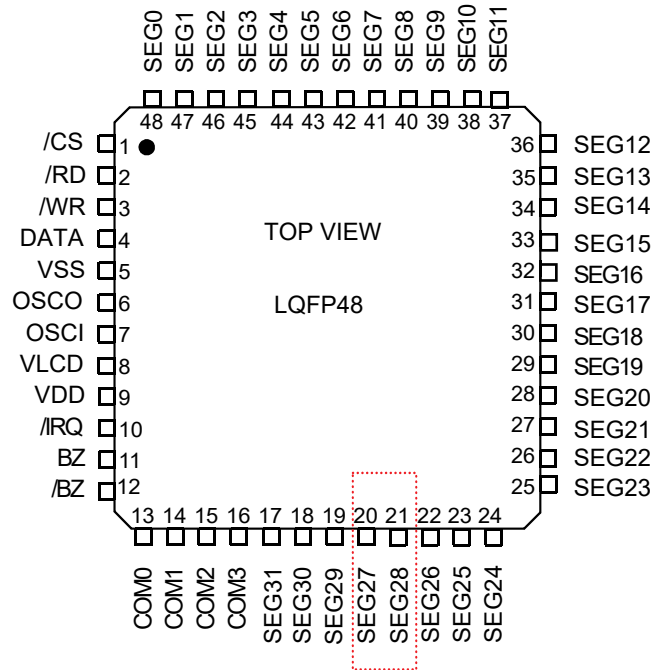 SEG0 SEG1 SEG2 SEG3 SEG4 SEG5 SEG6 SEG7 SEG8 SEG9 SEG10 SEG11
48 47 46 45 44 43 42 41 40 39 38 37
/CS 1 36 SEG12
/RD 2 35 SEG13
/WR 3 34 SEG14
DATA 4 TOP VIEW 33 SEG15
VSS 5 32 SEG16
OSCO 6 LQFP48 31 SEG17
OSCI 7 30 SEG18
VLCD 8 29 SEG19
VDD 9 28 SEG20
/IRQ 10 27 SEG21
BZ 11 26 SEG22
/BZ 12 25 SEG23
13 14 15 16 17 18 19 20 21 22 23 24
COM0 COM1 COM2 COM3 SEG31 SEG30 SEG29 SEG27 SEG28 SEG26 SEG25 SEG24